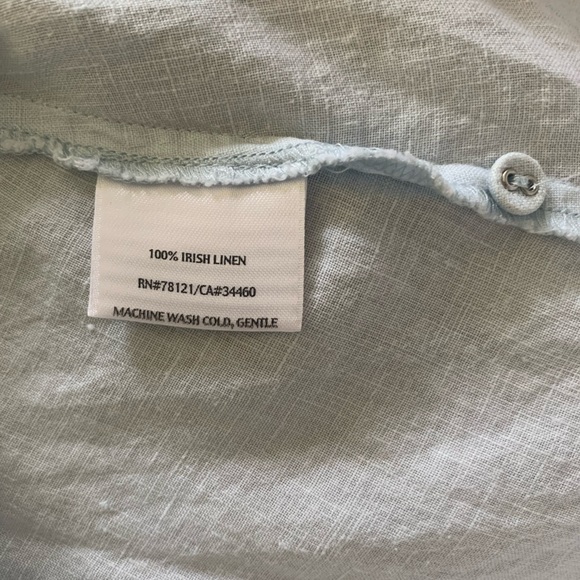 100% IRISH LINEN
RN#78121/CA#34460
MACHINE WASH COLD, GENTLE